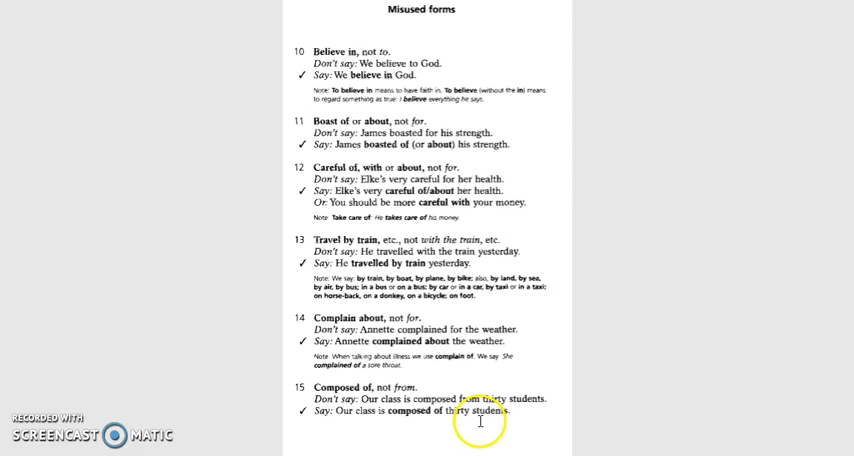 Misused forms
10 Believe in, not to.
Don't say: We believe to God.
✓ Say: We believe in God.
Note: To believe in means to have faith in. To believe (without the in) means
to regard something as true: I believe everything he says.
11 Boast of or about, not for.
Don't say: James boasted for his strength.
✓ Say: James boasted of (or about) his strength.
12 Careful of, with or about, not for.
Don't say: Elke's very careful for her health.
✓ Say: Elke's very careful of/about her health.
Or: You should be more careful with your money.
Note: Take care of: He takes care of his money.
13 Travel by train, etc., not with the train, etc.
Don't say: He travelled with the train yesterday.
✓ Say: He travelled by train yesterday.
Note: We say: by train, by boat, by plane, by bike; also, by land, by sea,
by air, by bus; in a bus or on a bus; by car or in a car, by taxi or in a taxi;
on horse-back, on a donkey, on a bicycle; on foot.
14 Complain about, not for.
Don't say: Annette complained for the weather.
✓ Say: Annette complained about the weather.
Note When talking about illness we use complain of. We say She
complained of a sore throat.
15 Composed of, not from.
Don't say: Our class is composed from thirty students.
✓ Say: Our class is composed of thirty students.
RECORDED WITH
SCREENCAST MATIC